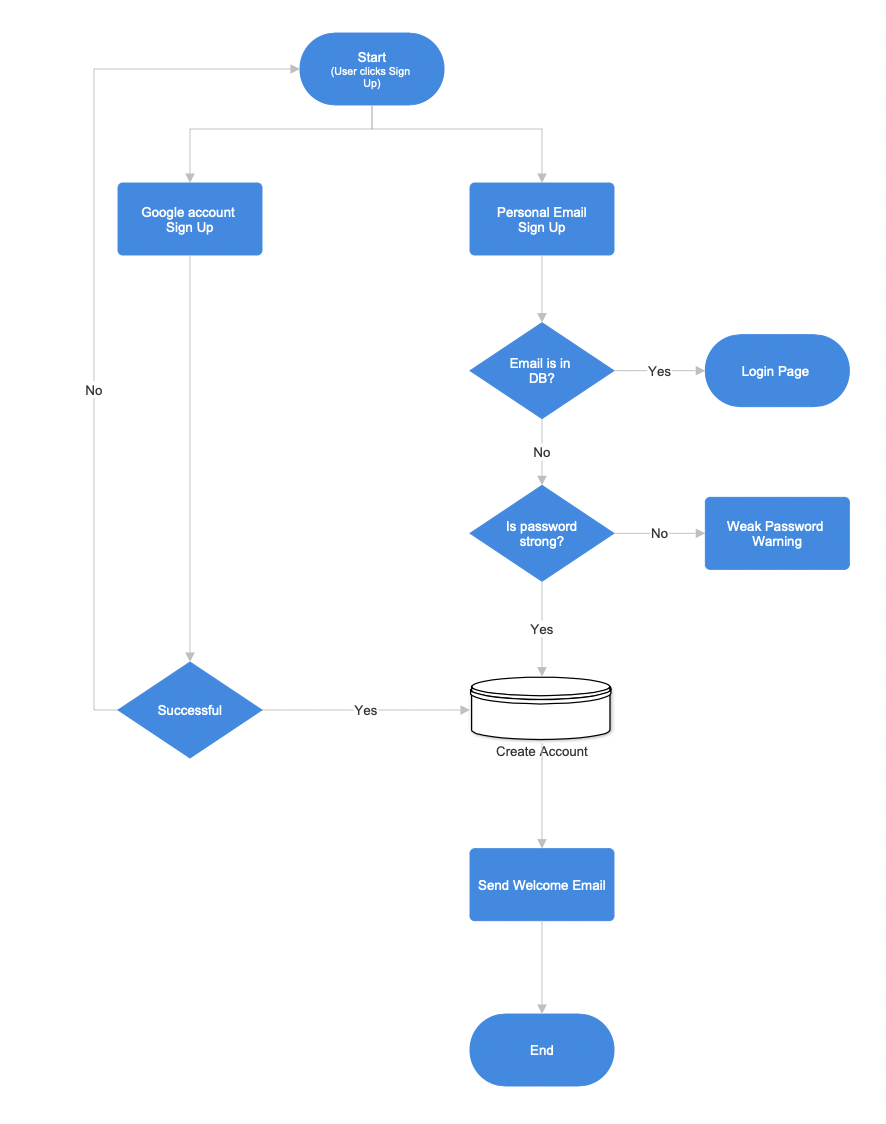 Start
(User clicks Sign
Up)
Google account
Sign Up
Personal Email
Sign Up
Email is in
DB?
Yes
Login Page
No
No
Is password
strong?
No
Weak Password
Warning
Yes
Successful
Yes
Create Account
Send Welcome Email
End